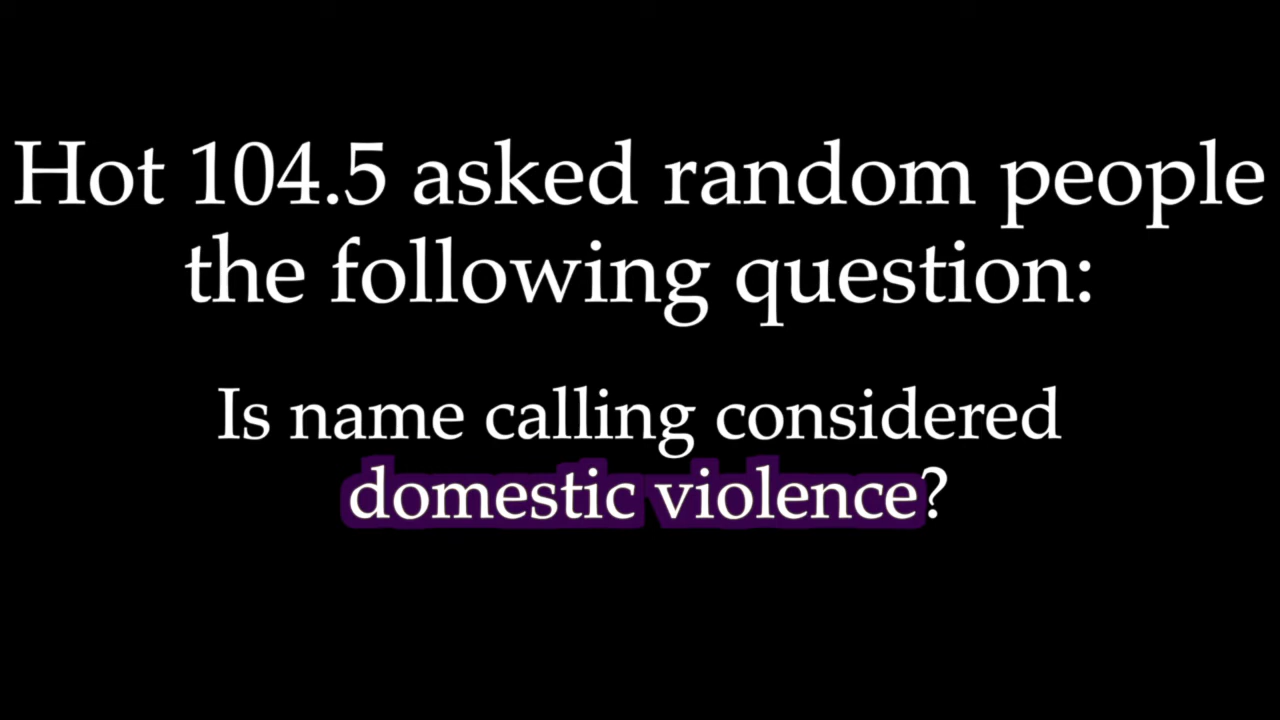 Hot 104.5 asked random people
the following question:
Is name calling considered
domestic violence?